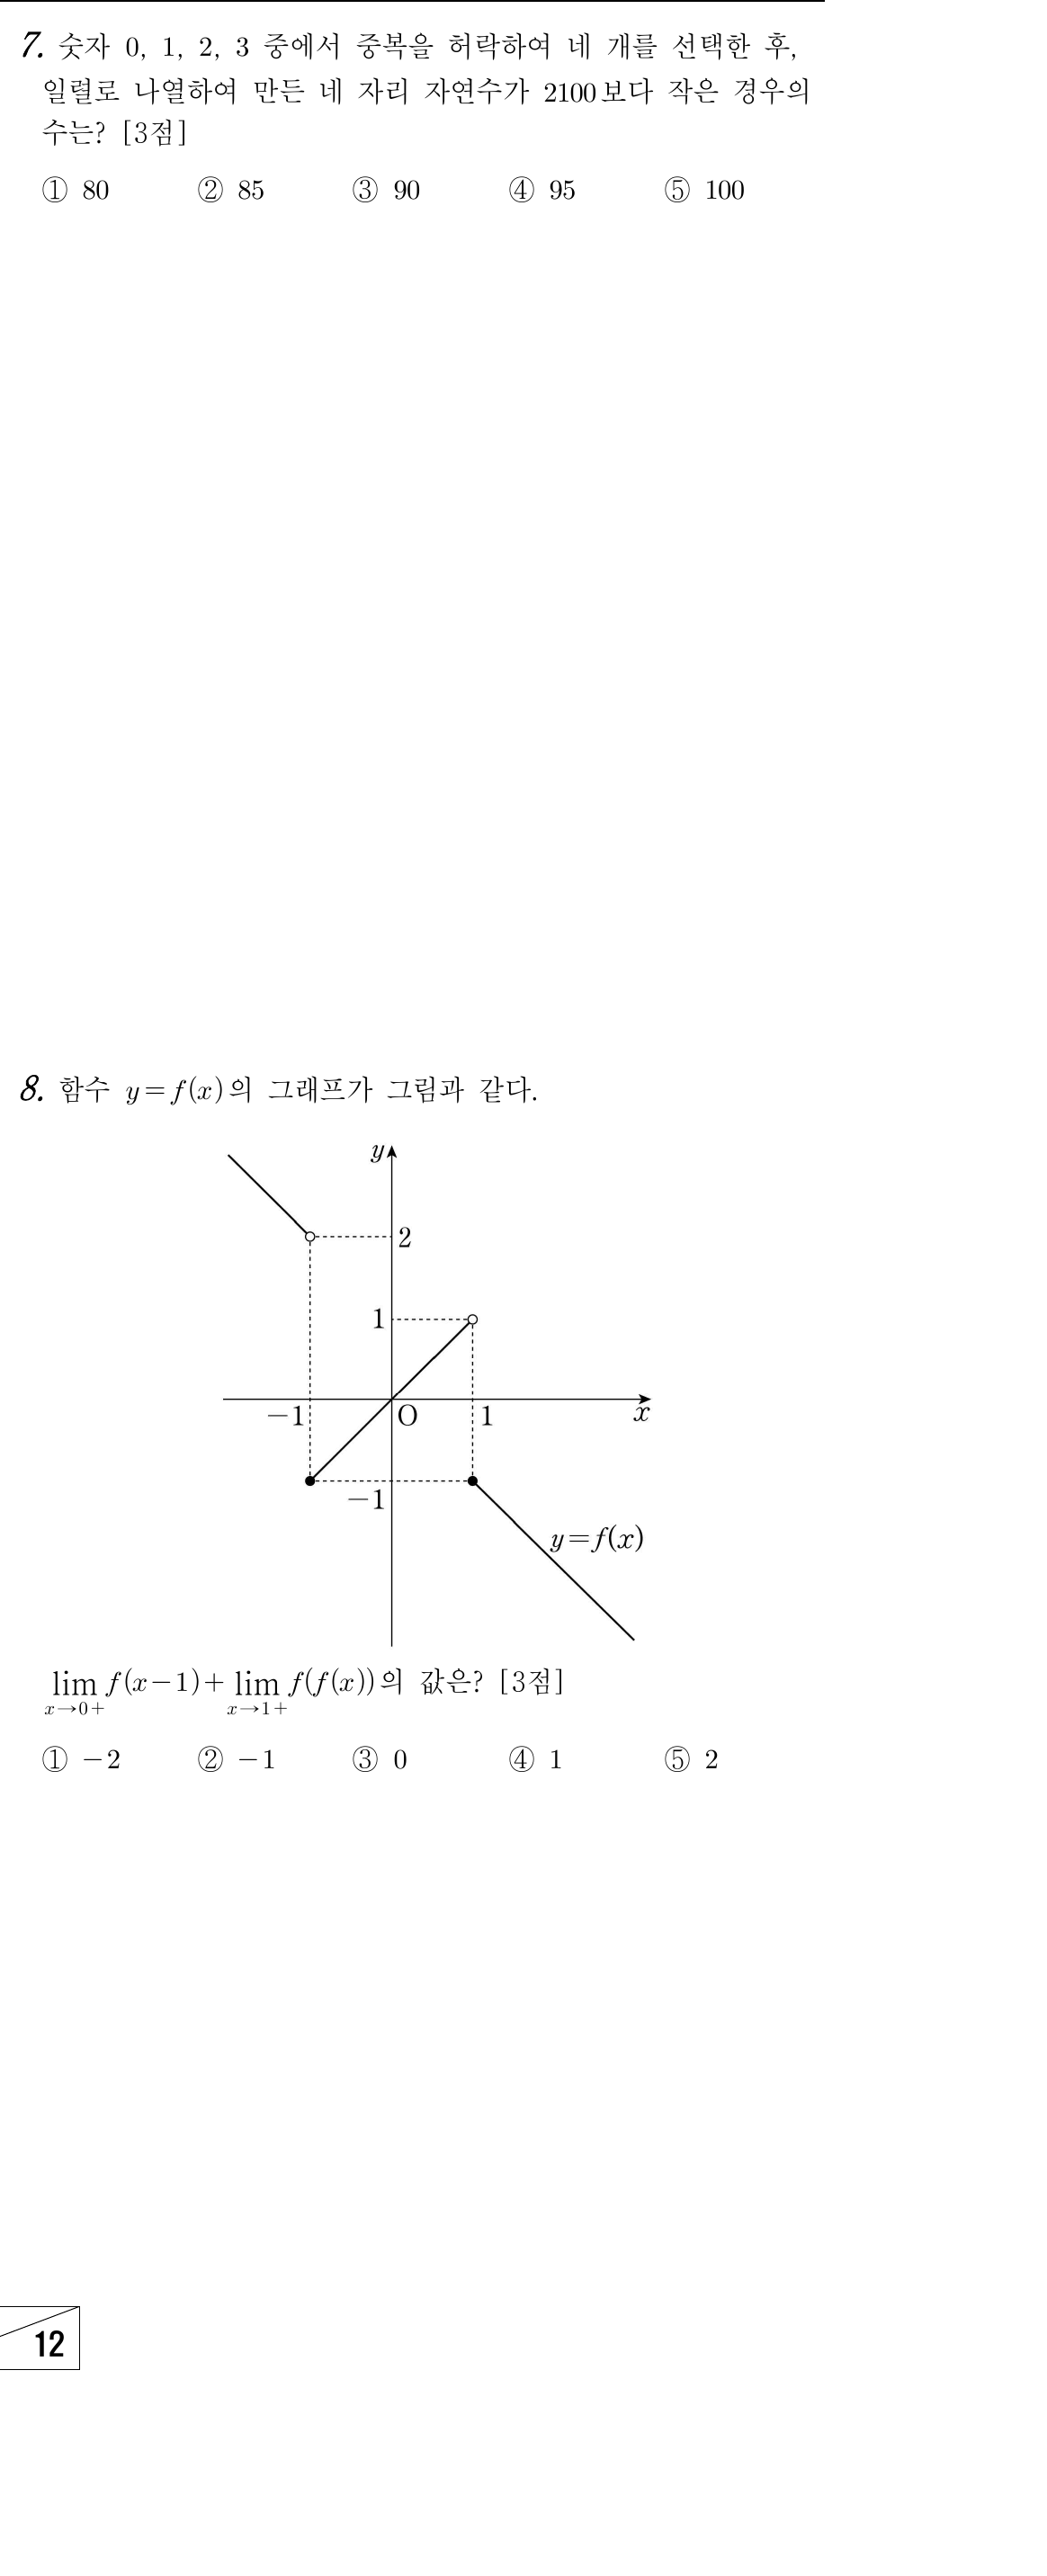 7. 숫자 0, 1, 2, 3 중에서 중복을 허락하여 네 개를 선택한 후,
일렬로 나열하여 만든 네 자리 자연수가 2100보다 작은 경우의
수는? [3점]
① 80 ② 85 ③ 90 ④ 95 ⑤ 100
8. 함수 y=f(x)의 그래프가 그림과 같다.
y
2
1
−1 O 1 x
−1
y=f(x)
lim f(x−1)+lim f(f(x))의 값은? [3점]
x→0+ x→1+
① −2 ② −1 ③ 0 ④ 1 ⑤ 2
12